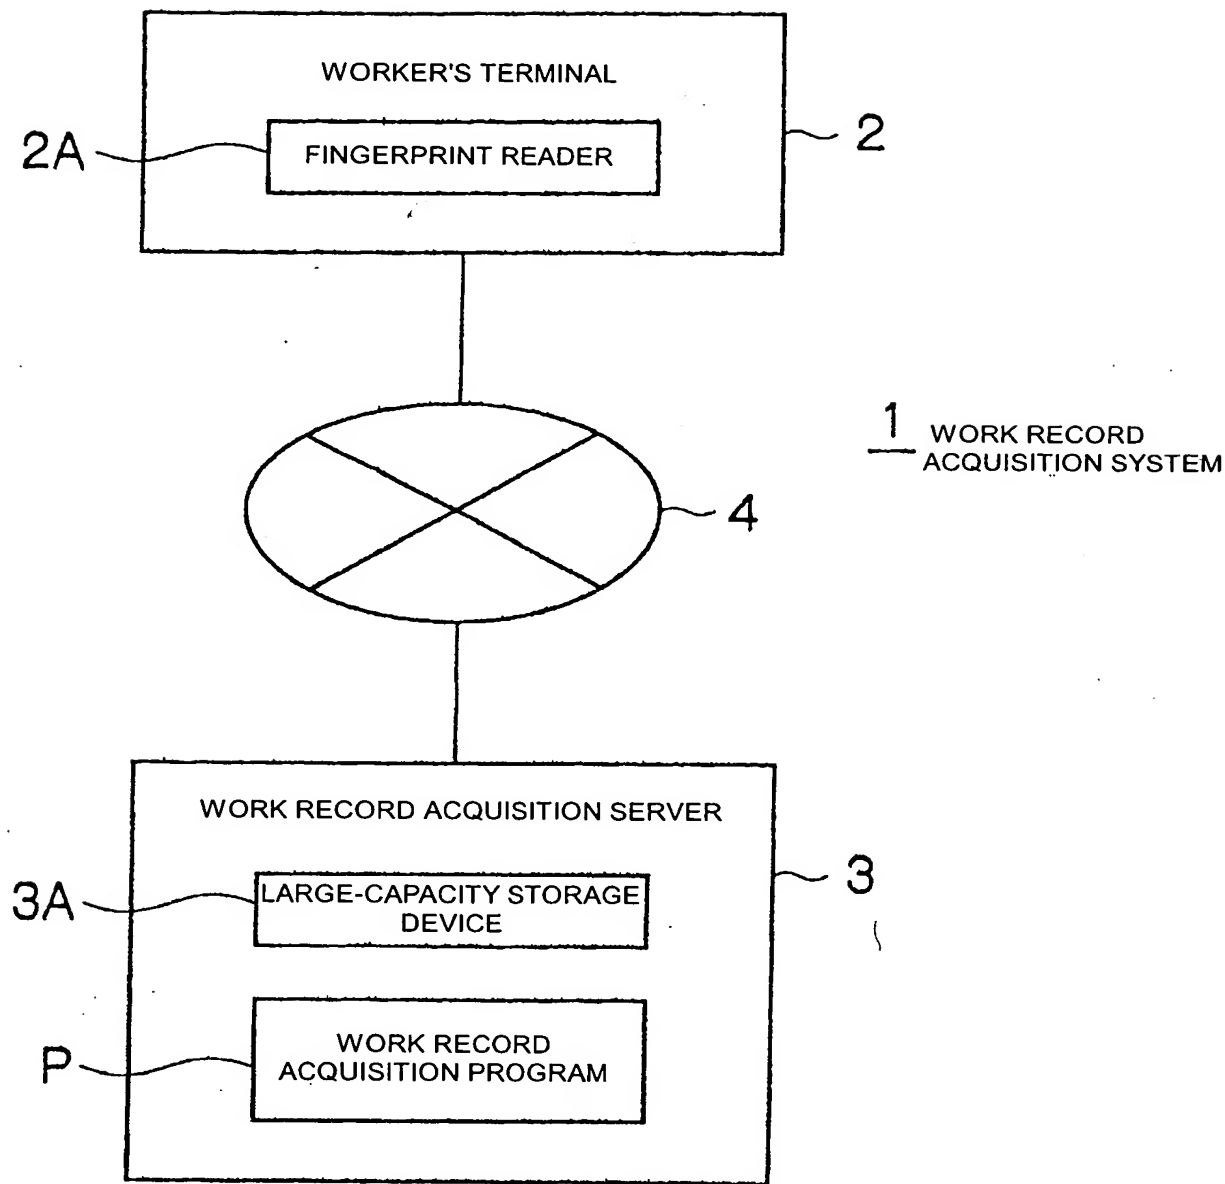 WORKER'S TERMINAL
2
2A
FINGERPRINT READER
1 WORK RECORD
ACQUISITION SYSTEM
4
WORK RECORD ACQUISITION SERVER
3
3A
LARGE-CAPACITY STORAGE
DEVICE
P
WORK RECORD
ACQUISITION PROGRAM